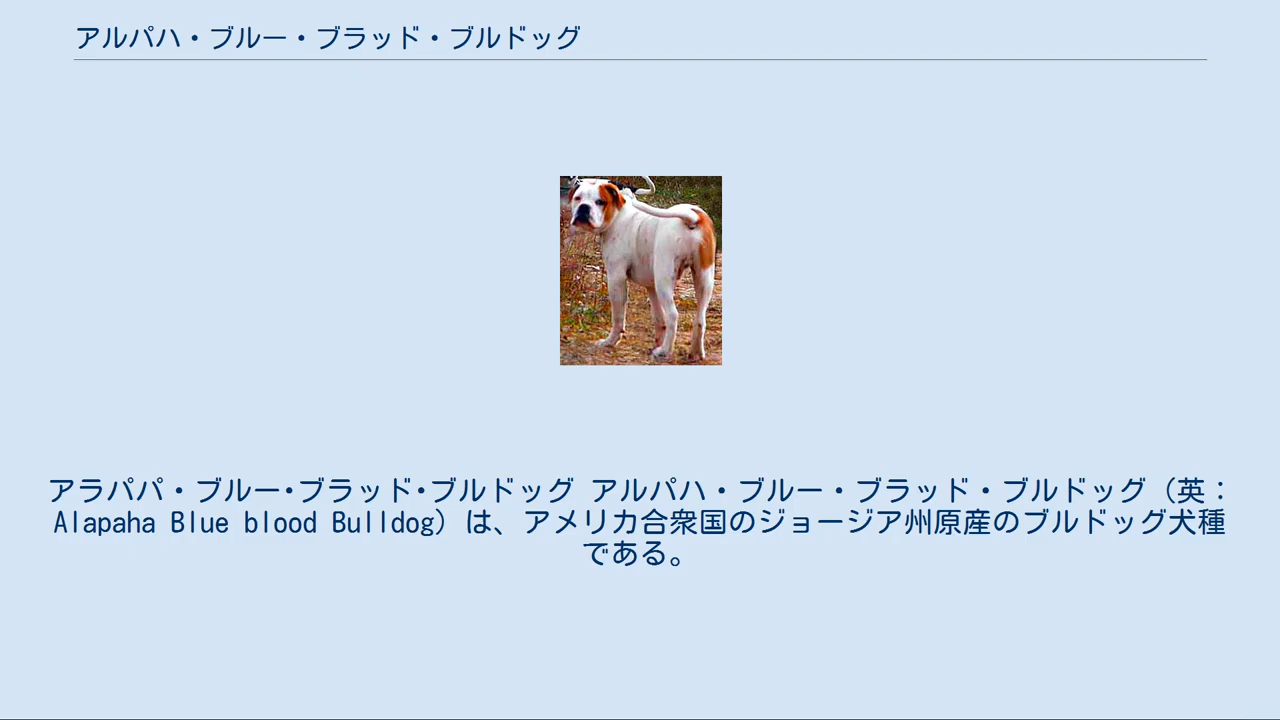 アルパハ・ブルー・ブラッド・ブルドッグ
アラパパ・ブルー･ブラッド･ブルドッグ アルパハ・ブルー・ブラッド・ブルドッグ（英：
Alapaha Blue blood Bulldog）は、アメリカ合衆国のジョージア州原産のブルドッグ犬種
である。